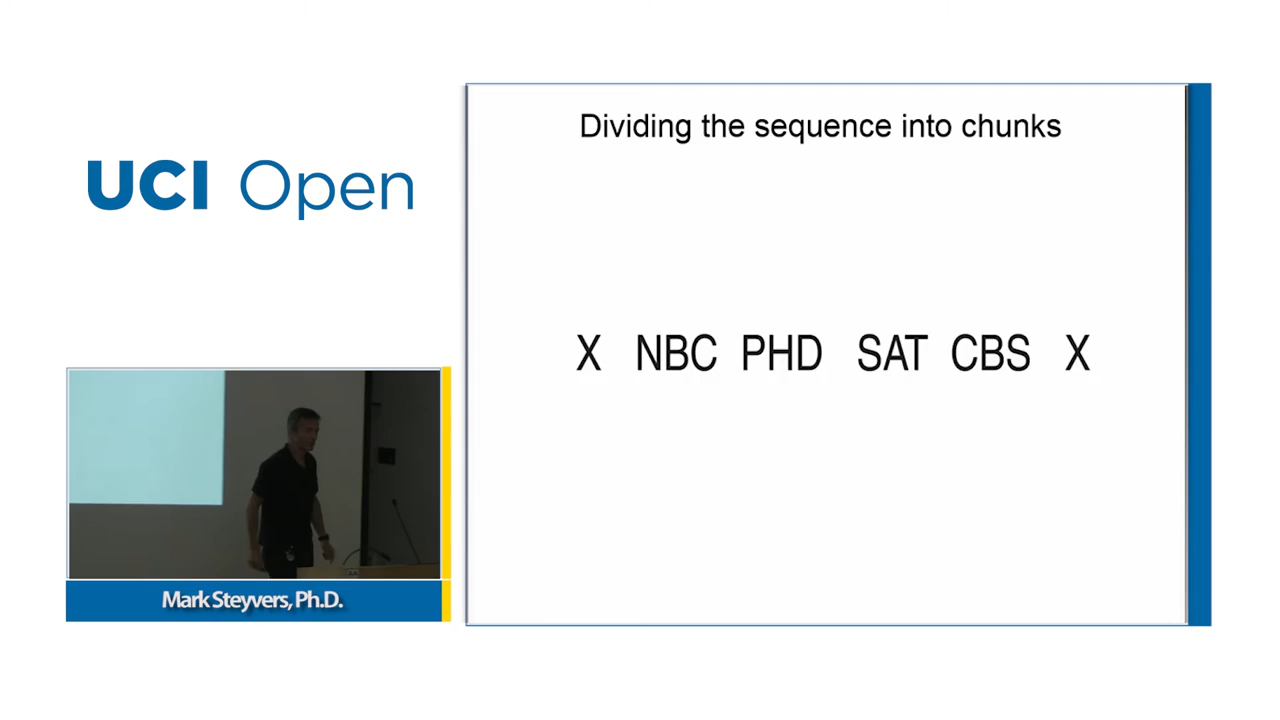 Dividing the sequence into chunks
UCI Open
X NBC PHD SAT CBS X
Mark Steyvers, Ph.D.